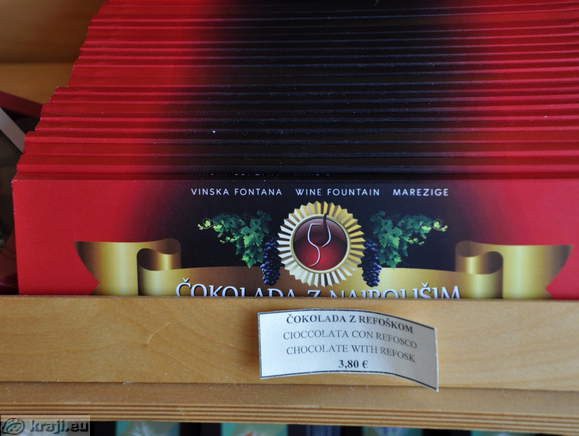 VINSKA FONTANA WINE FOUNTAIN MAREZIGE
ČOKOLADA Z NAJBOLJŠIM
ČOKOLADA Z REFOŠKOM
CIOCCOLATA CON REFOSCO
CHOCOLATE WITH REFOSK
3,80 €
kraji.eu